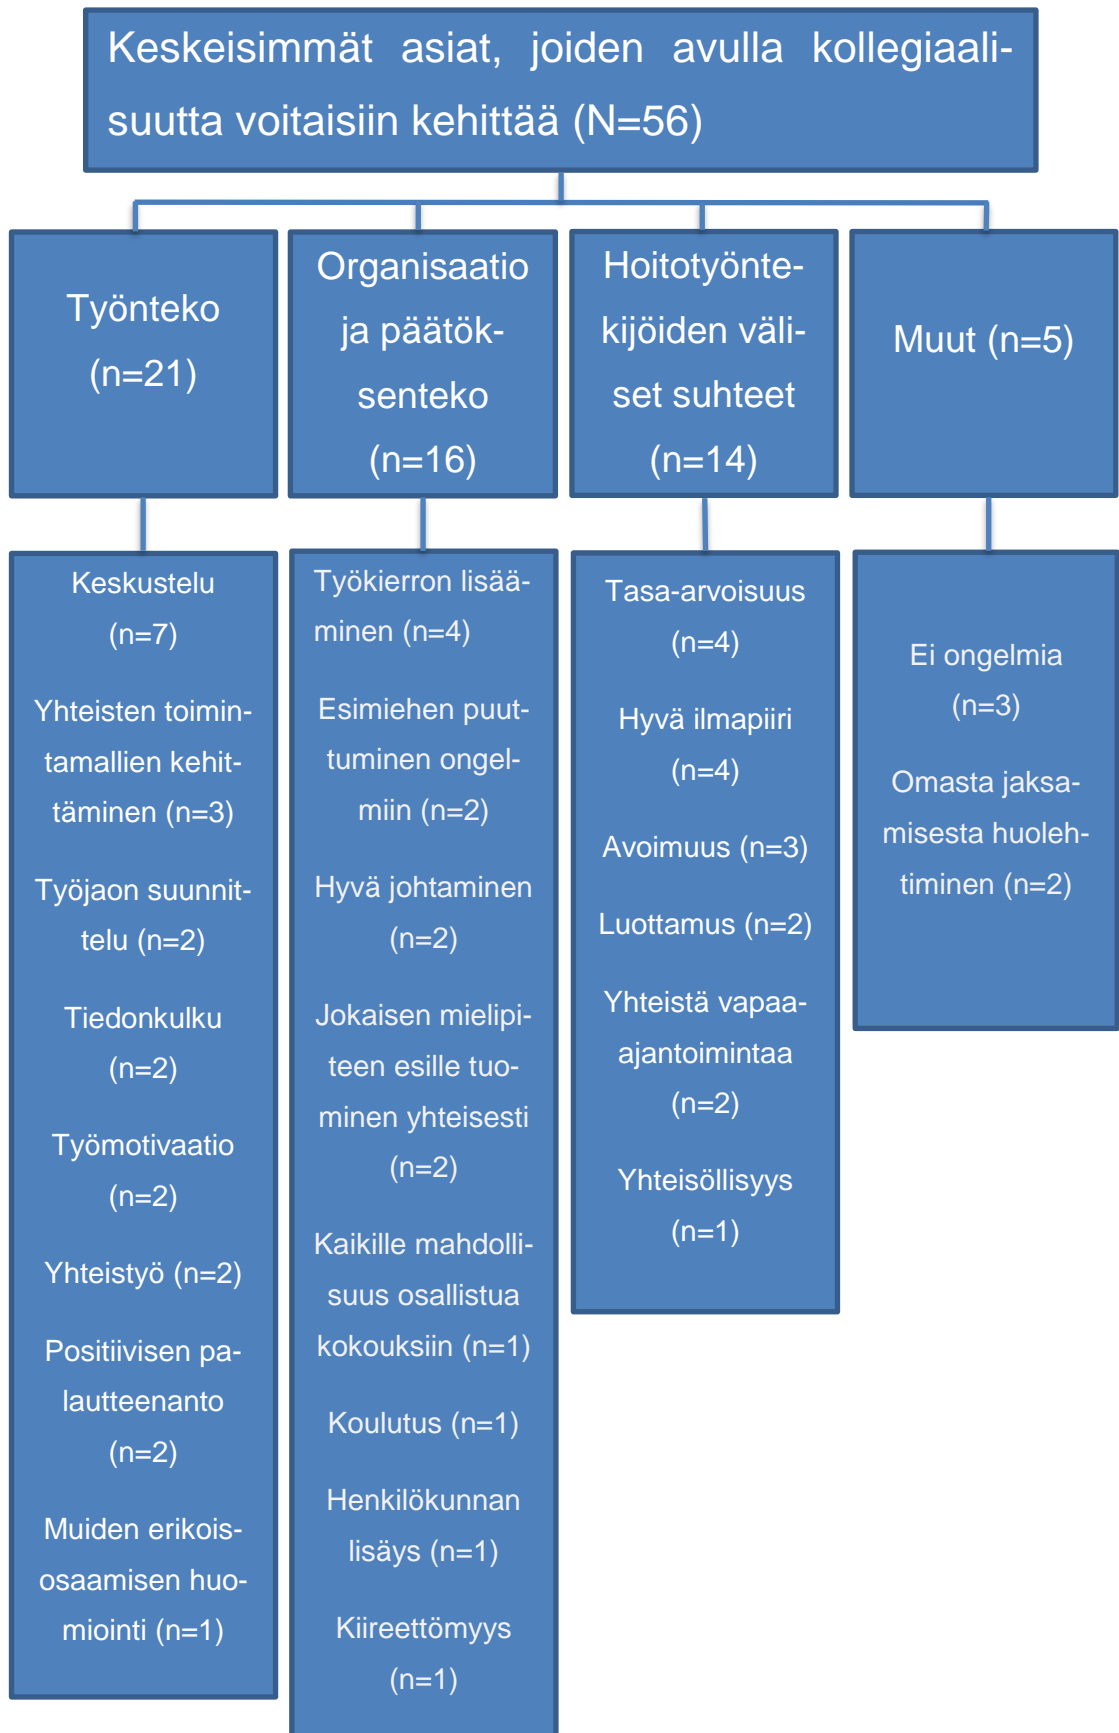 Keskeisimmät asiat, joiden avulla kollegiaali-
suutta voitaisiin kehittää (N=56)
Työnteko
(n=21)
Organisaatio
ja päätök-
senteko
(n=16)
Hoitotyönte-
kijöiden väli-
set suhteet
(n=14)
Muut (n=5)
Keskustelu
(n=7)
Yhteisten toimin-
tamallien kehit-
täminen (n=3)
Työjaon suunnit-
telu (n=2)
Tiedonkulku
(n=2)
Työmotivaatio
(n=2)
Yhteistyö (n=2)
Positiivisen pa-
lautteenanto
(n=2)
Muiden erikois-
osaamisen huo-
miointi (n=1)
Työkierron lisää-
minen (n=4)
Esimiehen puut-
tuminen ongel-
miin (n=2)
Hyvä johtaminen
(n=2)
Jokaisen mielipi-
teen esille tuo-
minen yhteisesti
(n=2)
Kaikille mahdolli-
suus osallistua
kokouksiin (n=1)
Koulutus (n=1)
Henkilökunnan
lisäys (n=1)
Kiireettömyys
(n=1)
Tasa-arvoisuus
(n=4)
Hyvä ilmapiiri
(n=4)
Avoimuus (n=3)
Luottamus (n=2)
Yhteistä vapaa-
ajantoimintaa
(n=2)
Yhteisöllisyys
(n=1)
Ei ongelmia
(n=3)
Omasta jaksa-
misesta huoleh-
timinen (n=2)